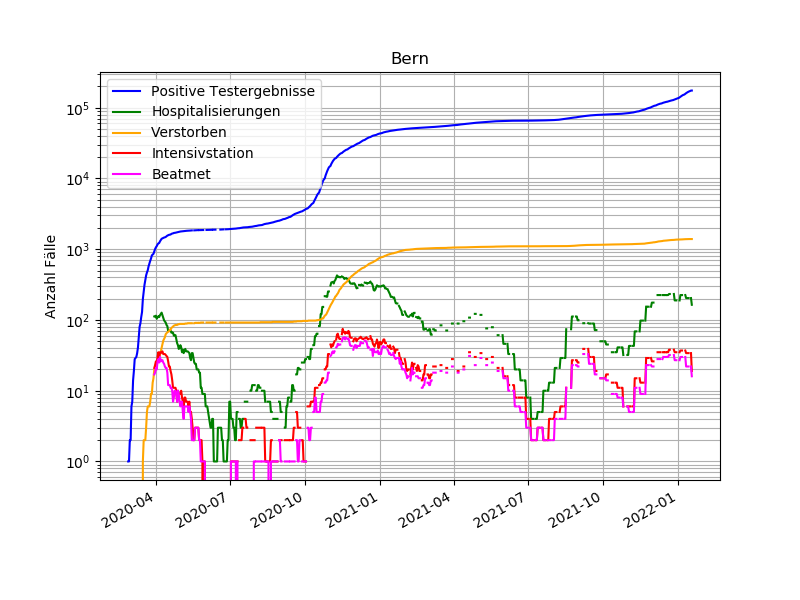 Bern
Positive Testergebnisse
Hospitalisierungen
Verstorben
Intensivstation
Beatmet
Anzahl Fälle
10^5
10^4
10^3
10^2
10^1
10^0
2020-04
2020-07
2020-10
2021-01
2021-04
2021-07
2021-10
2022-01